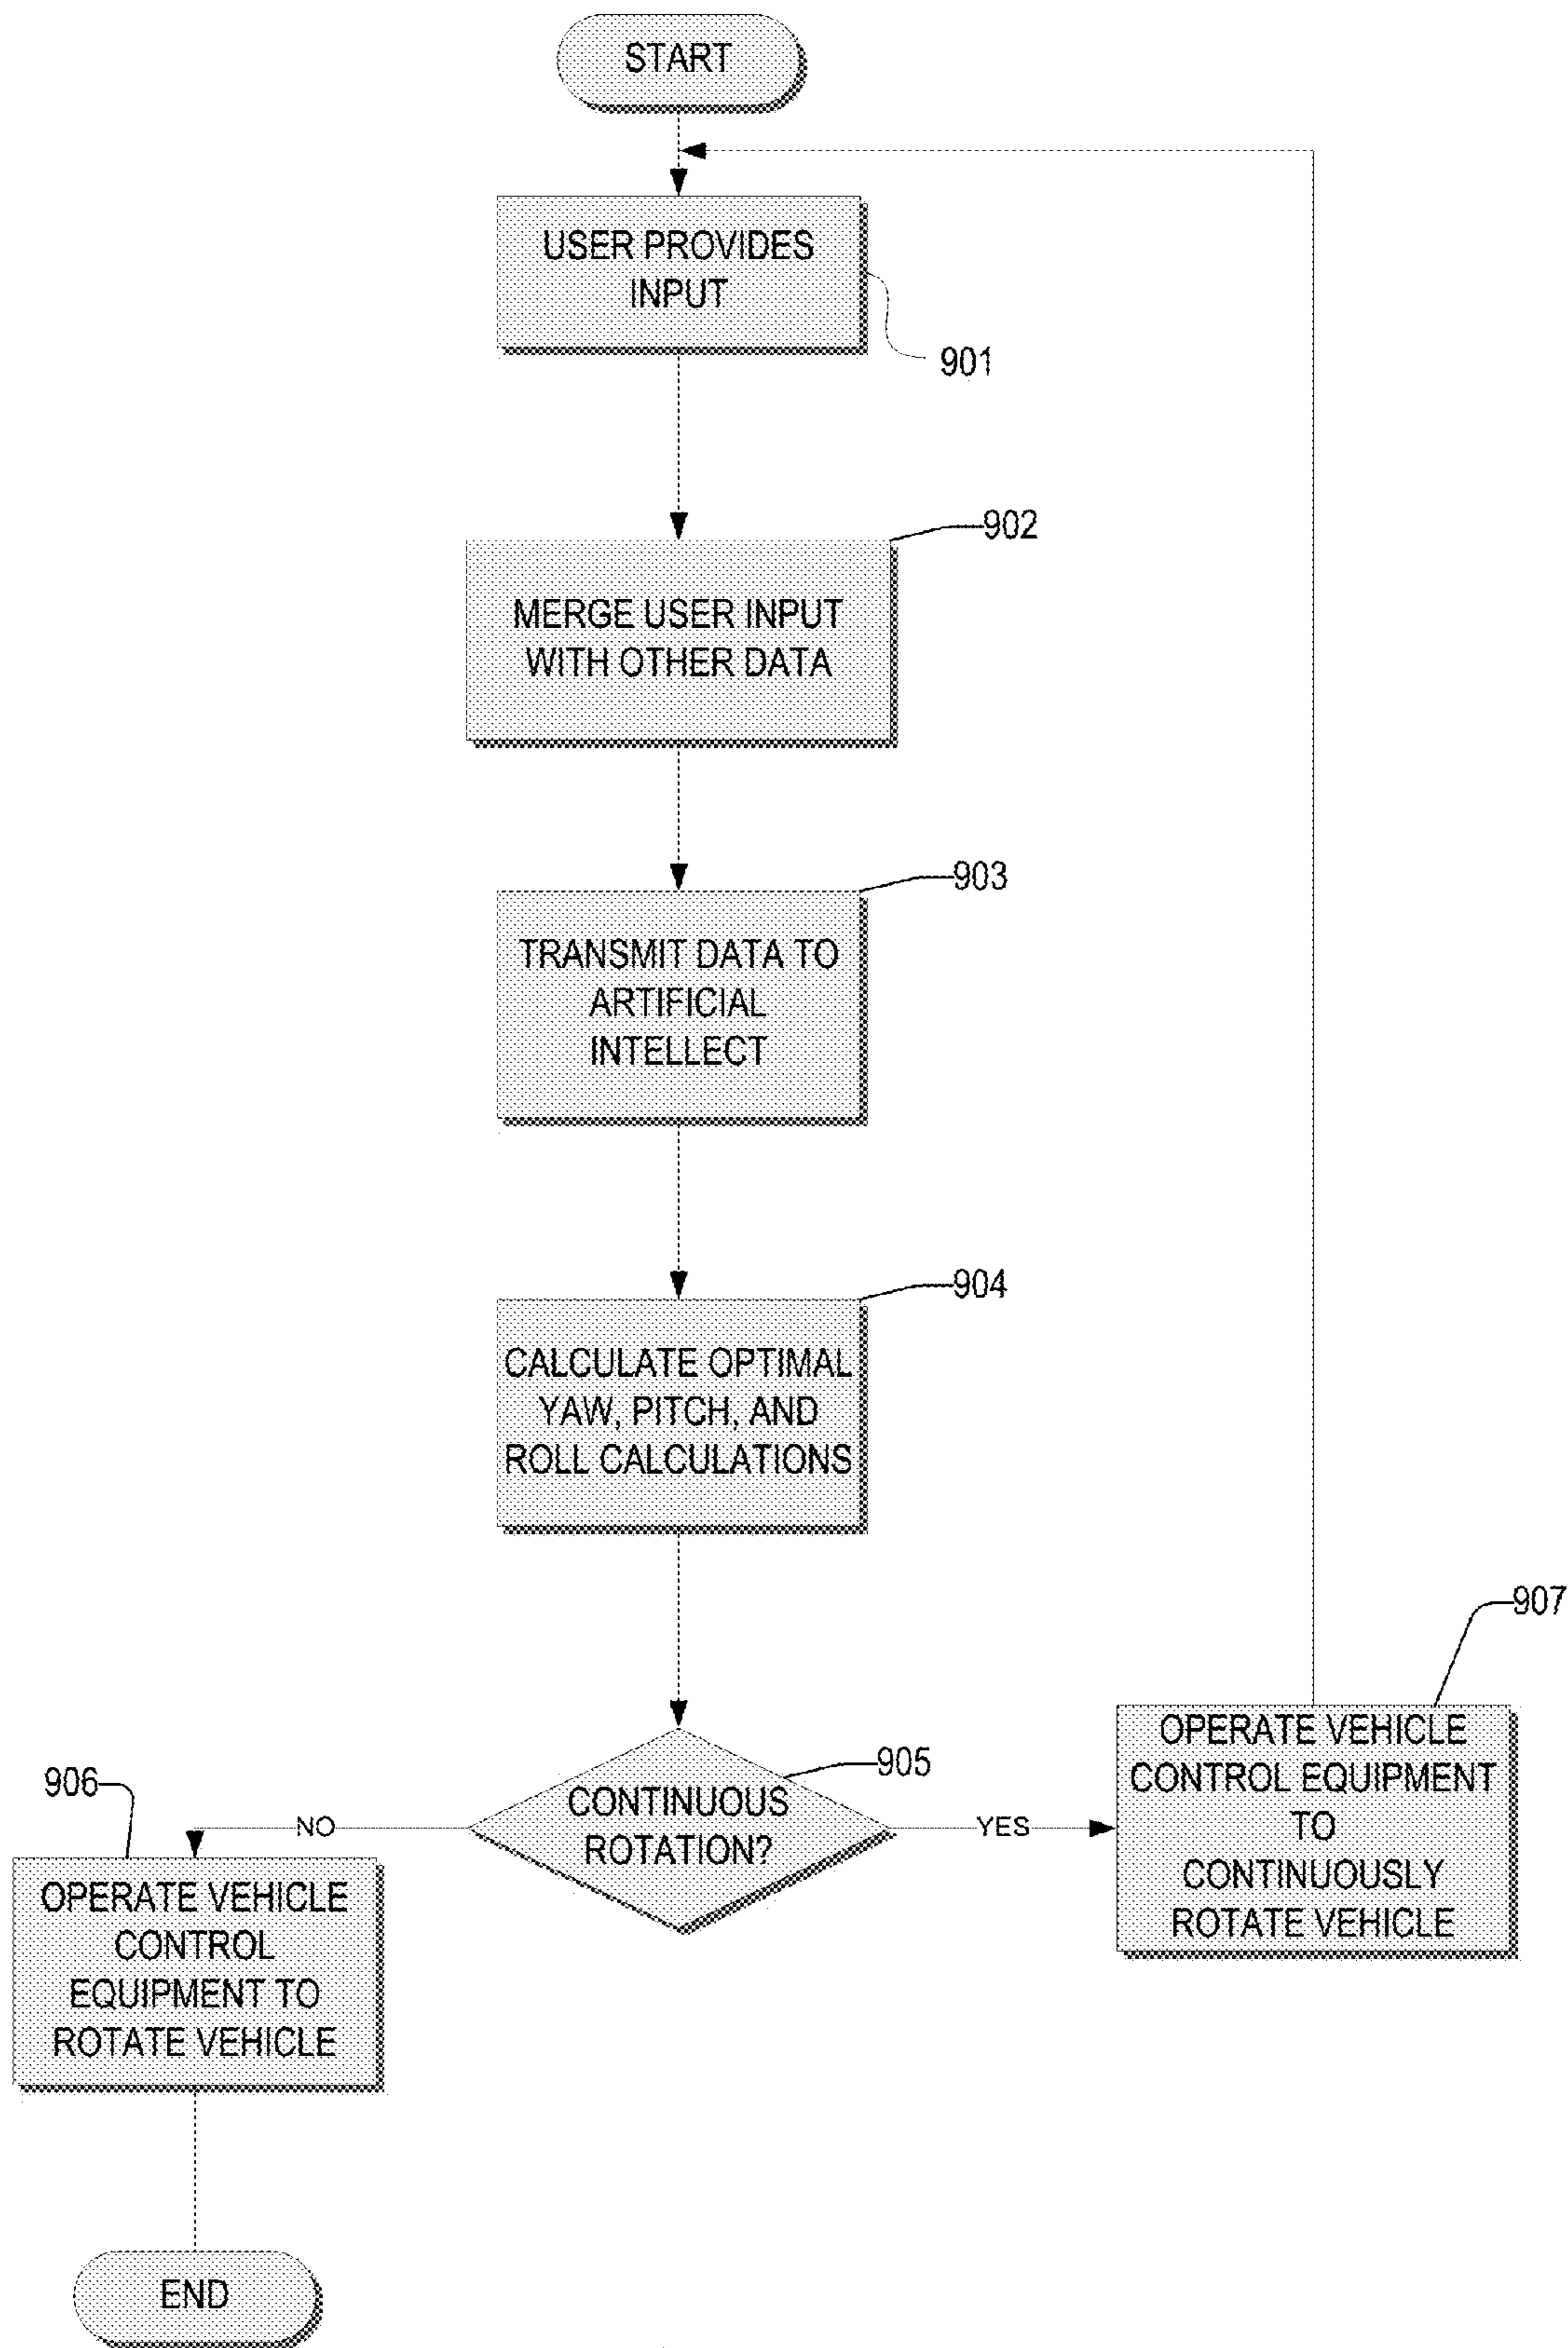 START
USER PROVIDES
INPUT
901
902
MERGE USER INPUT
WITH OTHER DATA
903
TRANSMIT DATA TO
ARTIFICIAL
INTELLECT
904
CALCULATE OPTIMAL
YAW, PITCH, AND
ROLL CALCULATIONS
905
CONTINUOUS
ROTATION?
NO
YES
906
OPERATE VEHICLE
CONTROL
EQUIPMENT TO
ROTATE VEHICLE
907
OPERATE VEHICLE
CONTROL EQUIPMENT
TO
CONTINUOUSLY
ROTATE VEHICLE
END